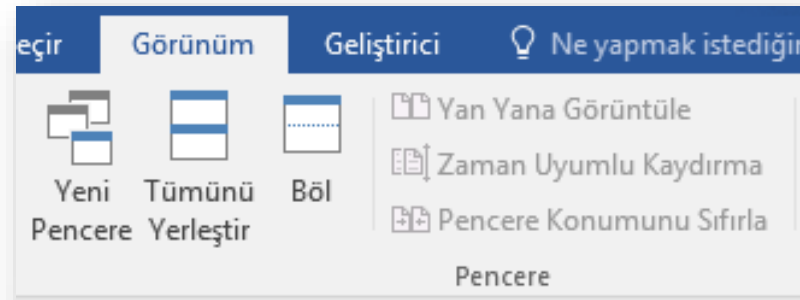 eçir Görünüm Geliştirici Ne yapmak istediğin
Yeni Pencere
Tümünü Yerleştir
Böl
Yan Yana Görüntüle
Zaman Uyumlu Kaydırma
Pencere Konumunu Sıfırla
Pencere